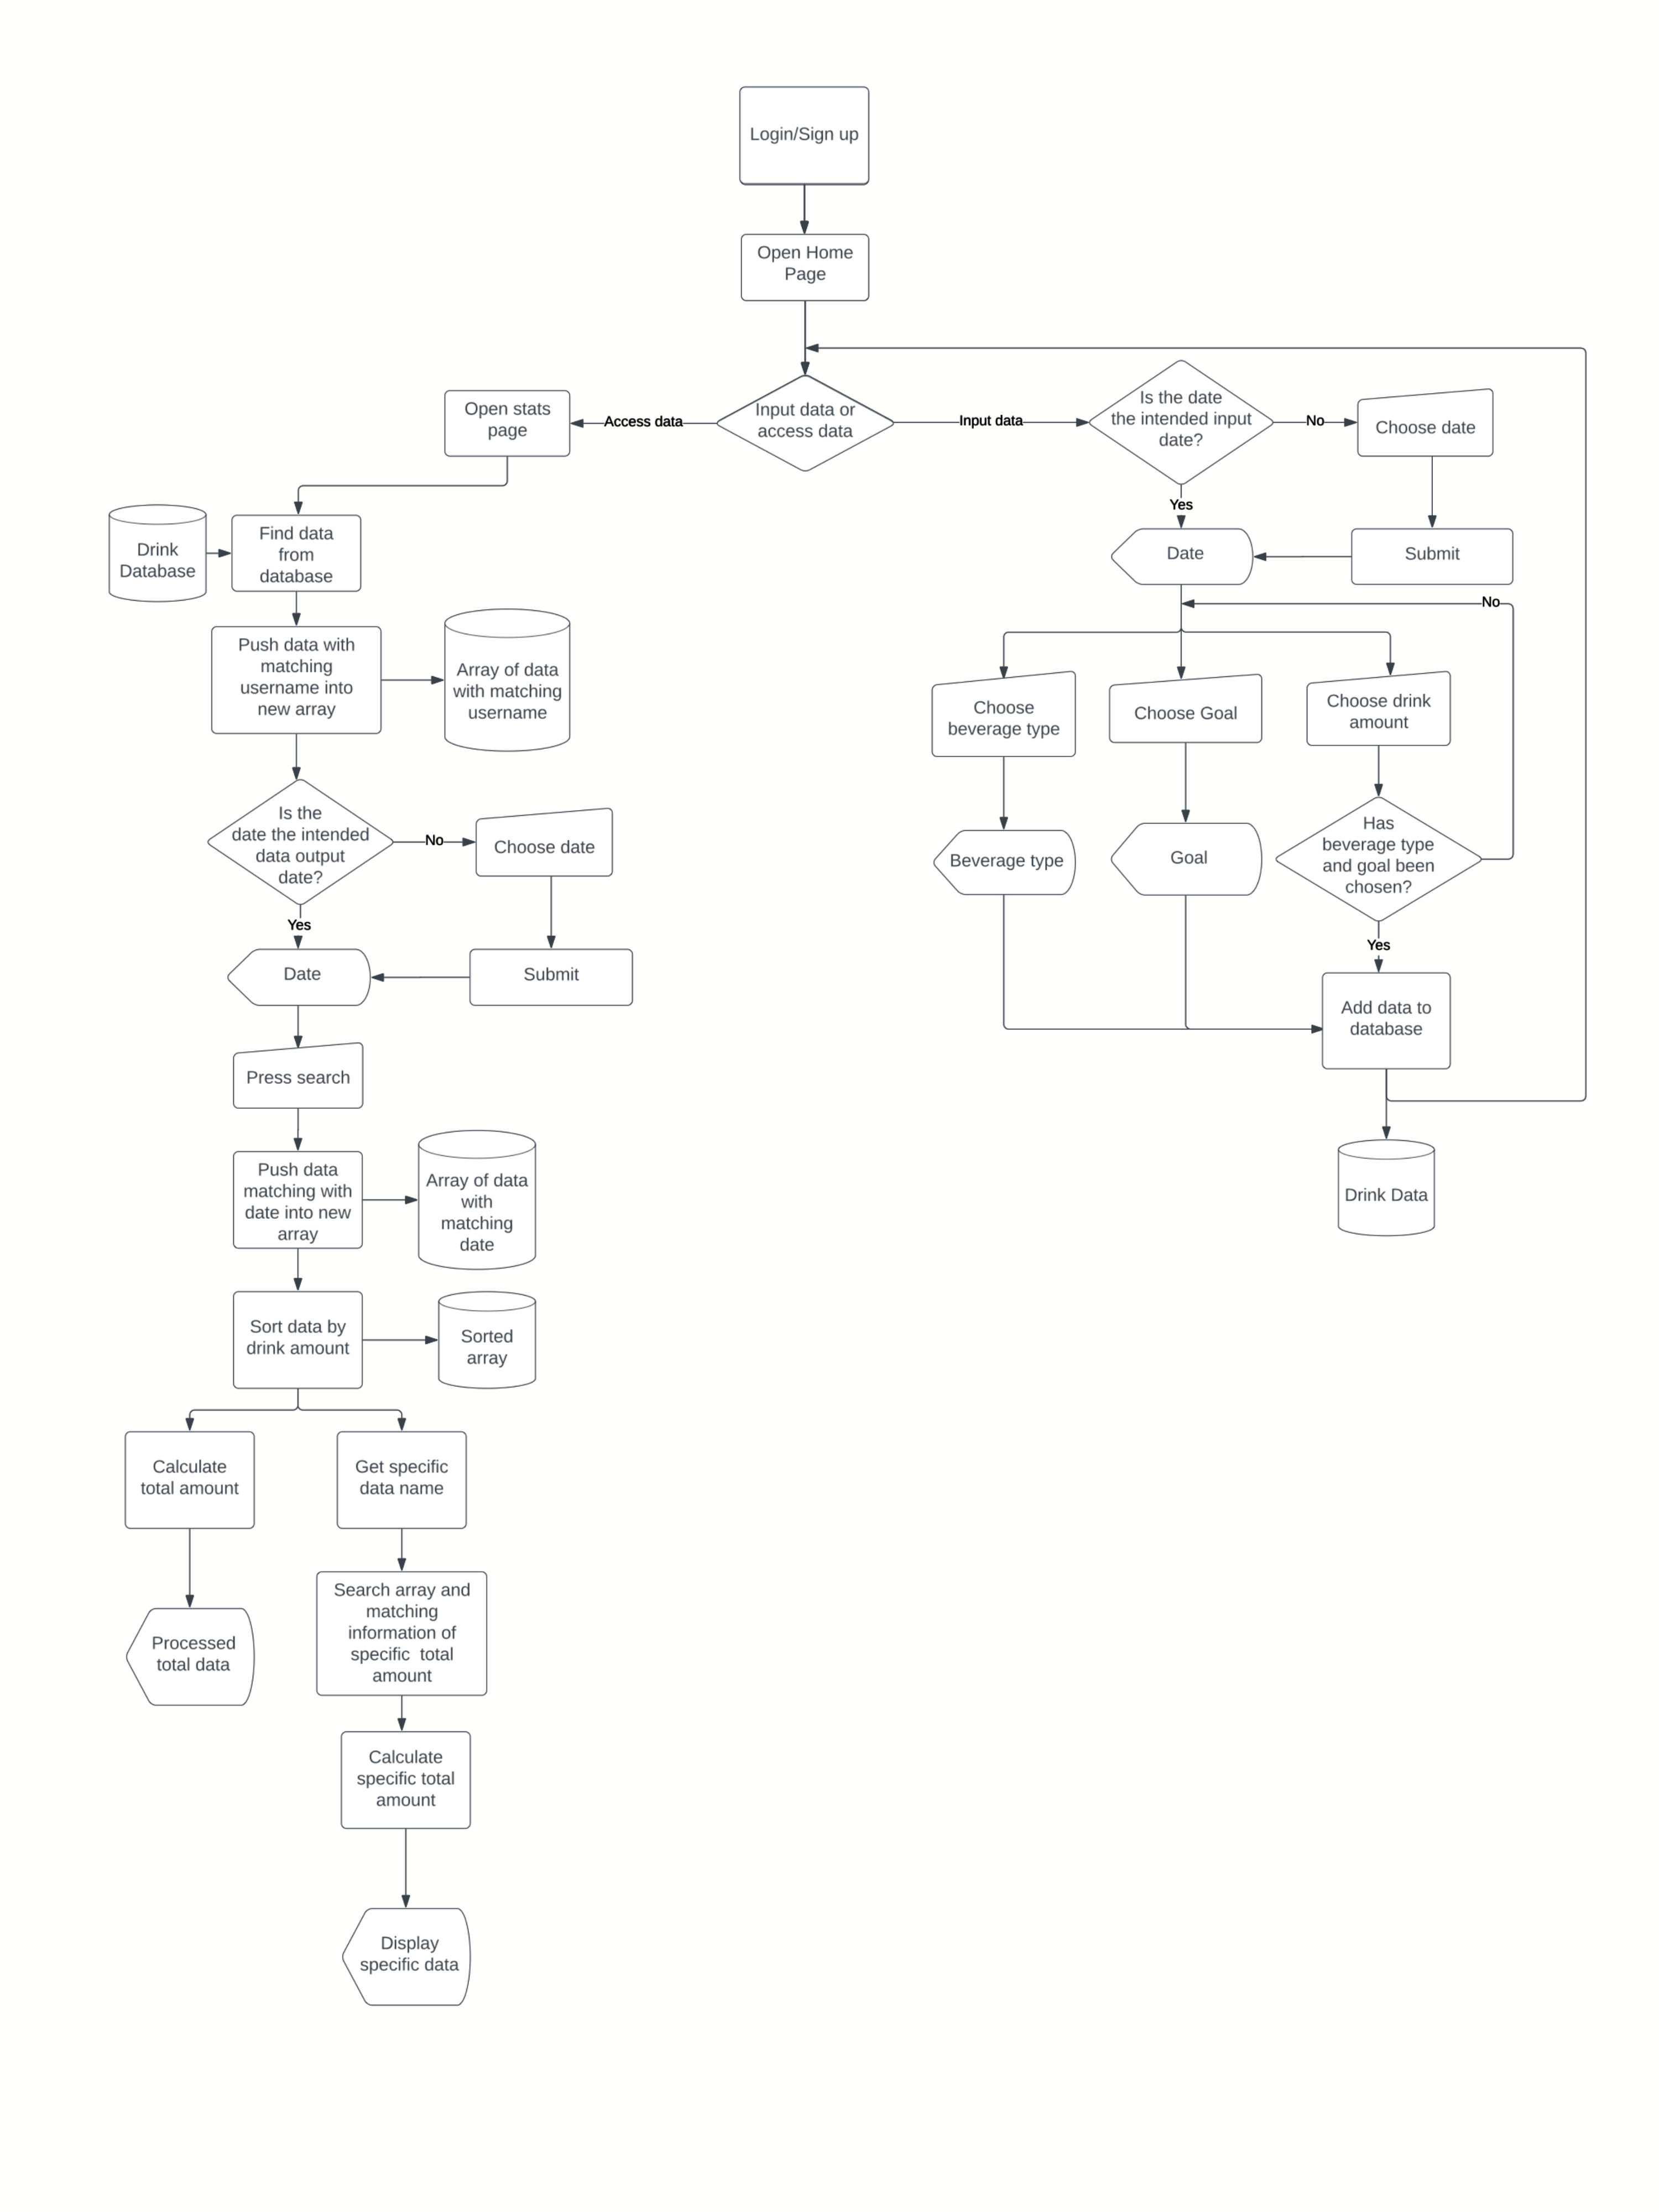 Login/Sign up
Open Home
Page
Input data or
access data
Access data
Open stats
page
Input data
Is the date
the intended input
date?
No
Choose date
Yes
Date
Submit
No
Drink
Database
Find data
from
database
Push data with
matching
username into
new array
Array of data
with matching
username
Choose
beverage type
Choose Goal
Choose drink
amount
Is the
date the intended
data output
date?
No
Choose date
Beverage type
Goal
Has
beverage type
and goal been
chosen?
Yes
Yes
Date
Submit
Add data to
database
Press search
Drink Data
Push data
matching with
date into new
array
Array of data
with
matching
date
Sort data by
drink amount
Sorted
array
Calculate
total amount
Get specific
data name
Processed
total data
Search array and
matching
information of
specific  total
amount
Calculate
specific total
amount
Display
specific data